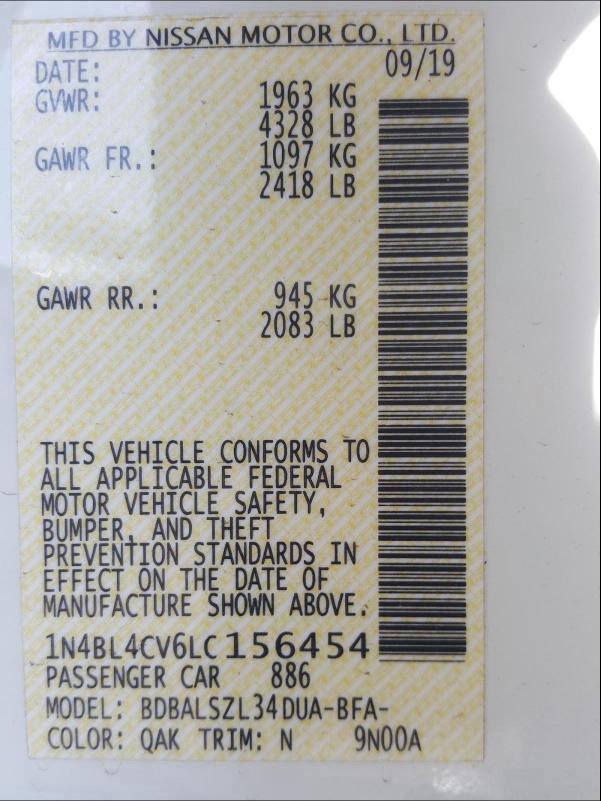 MFD BY NISSAN MOTOR CO., LTD.
DATE: 09/19
GVWR: 1963 KG
4328 LB
GAWR FR.: 1097 KG
2418 LB
GAWR RR.: 945 KG
2083 LB
THIS VEHICLE CONFORMS TO
ALL APPLICABLE FEDERAL
MOTOR VEHICLE SAFETY,
BUMPER, AND THEFT
PREVENTION STANDARDS IN
EFFECT ON THE DATE OF
MANUFACTURE SHOWN ABOVE.
1N4BL4CV6LC156454
PASSENGER CAR 886
MODEL: BDBALSZL34DUA-BFA-
COLOR: QAK TRIM: N 9N00A